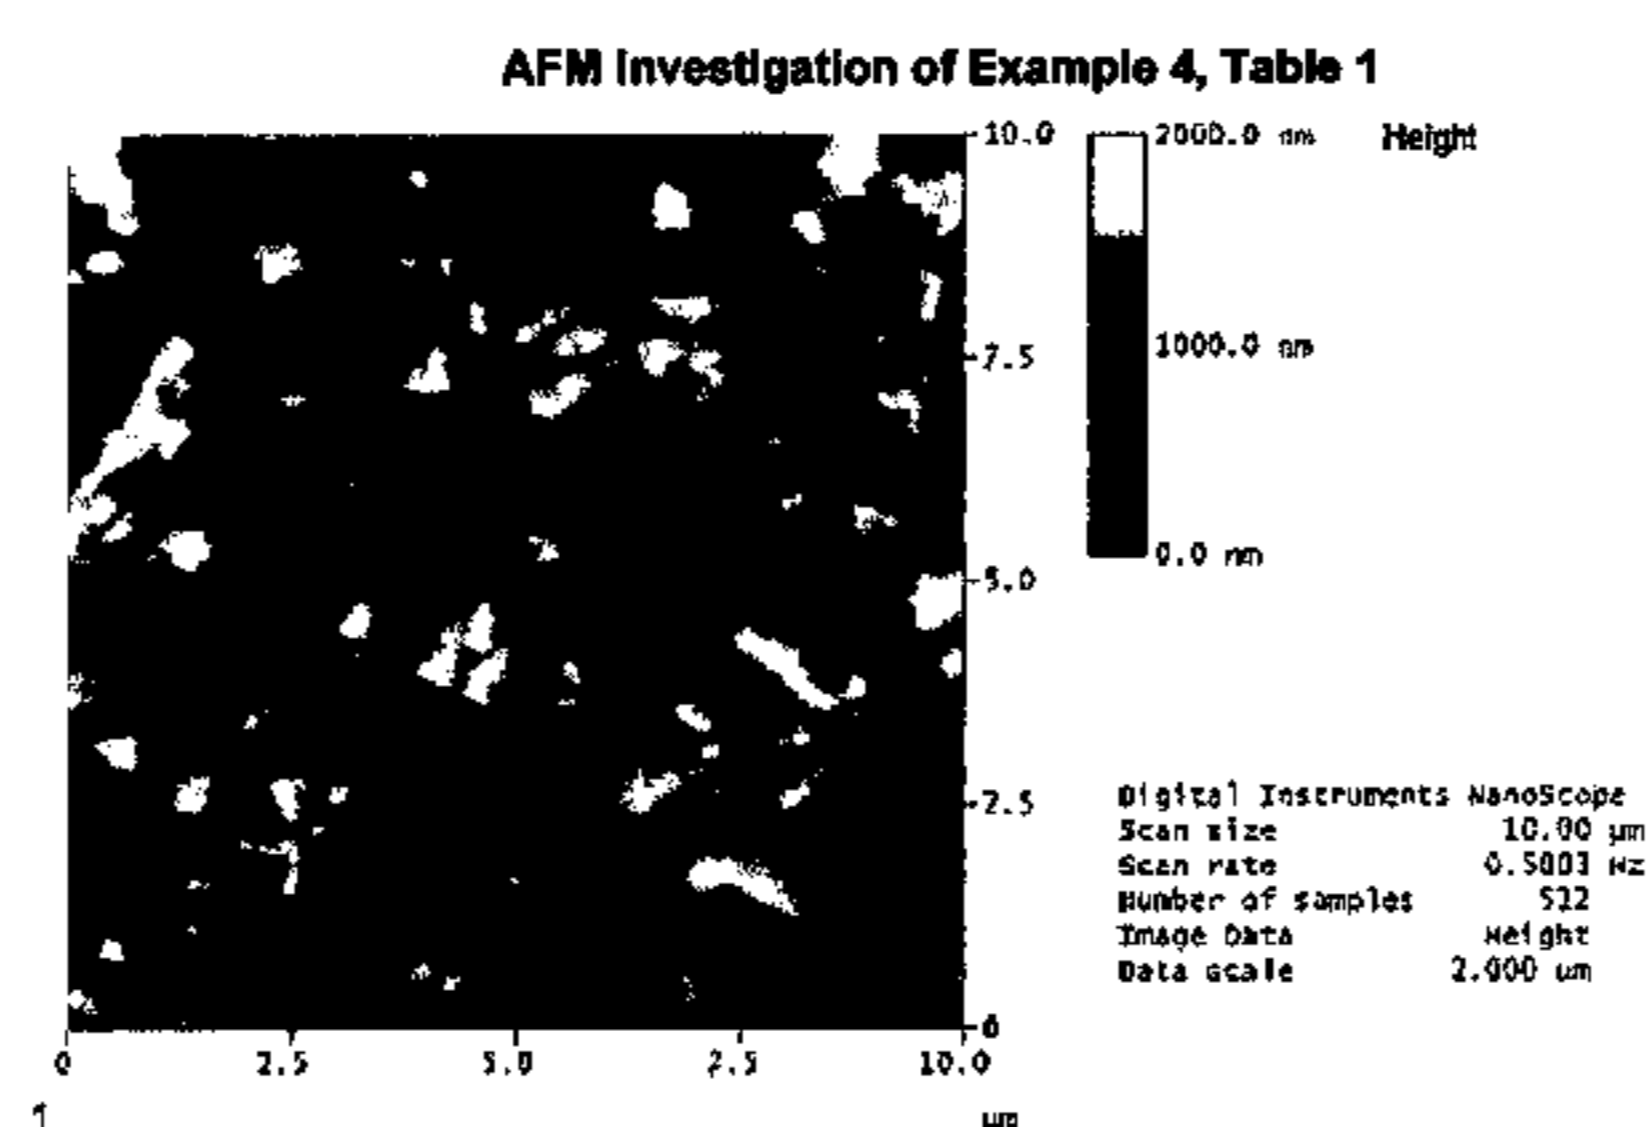 AFM Investigation of Example 4, Table 1
10.0
7.5
5.0
2.5
0
0
2.5
5.0
7.5
10.0
1
µm
2000.0 nm
Height
1000.0 nm
0.0 nm
Digital Instruments NanoScope
Scan size 10.00 µm
Scan rate 0.5003 Hz
Number of samples 512
Image Data Height
Data scale 2.000 um